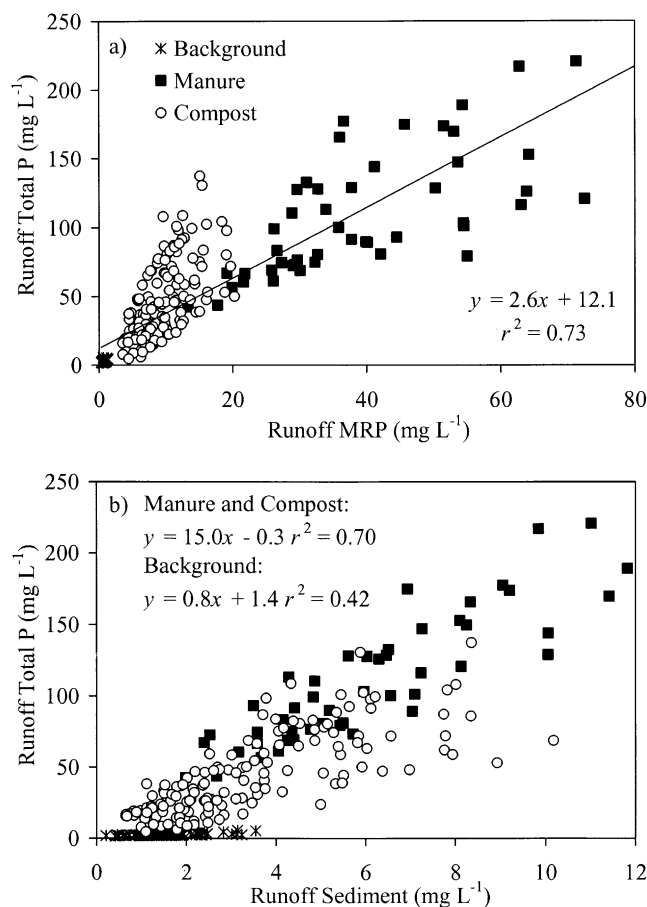 a)
Background
Manure
Compost
Runoff Total P (mg L⁻¹)
250
200
150
100
50
0
y = 2.6x + 12.1
r² = 0.73
0 20 40 60 80
Runoff MRP (mg L⁻¹)
b)
Manure and Compost:
y = 15.0x - 0.3 r² = 0.70
Background:
y = 0.8x + 1.4 r² = 0.42
Runoff Total P (mg L⁻¹)
250
200
150
100
50
0
0 2 4 6 8 10 12
Runoff Sediment (mg L⁻¹)